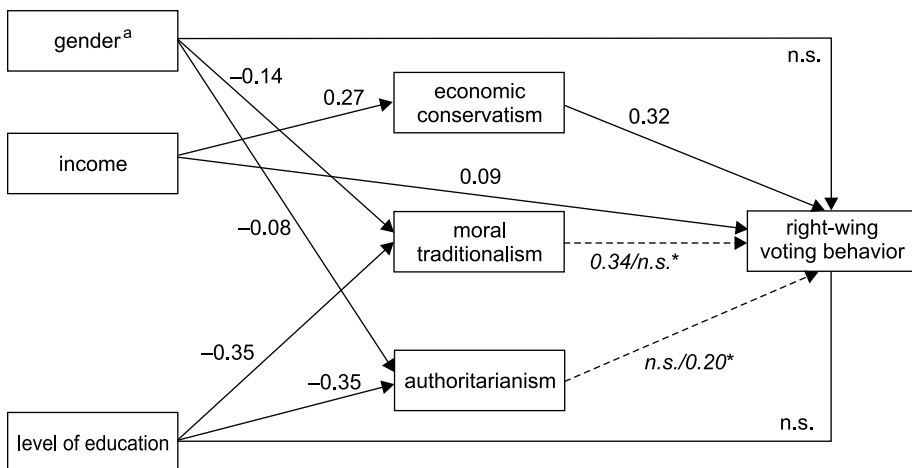 gender a
n.s.
–0.14
economic
conservatism
0.27
0.32
income
0.09
–0.08
moral
traditionalism
right-wing
voting behavior
0.34/n.s.*
–0.35
–0.35
authoritarianism
n.s./0.20*
n.s.
level of education